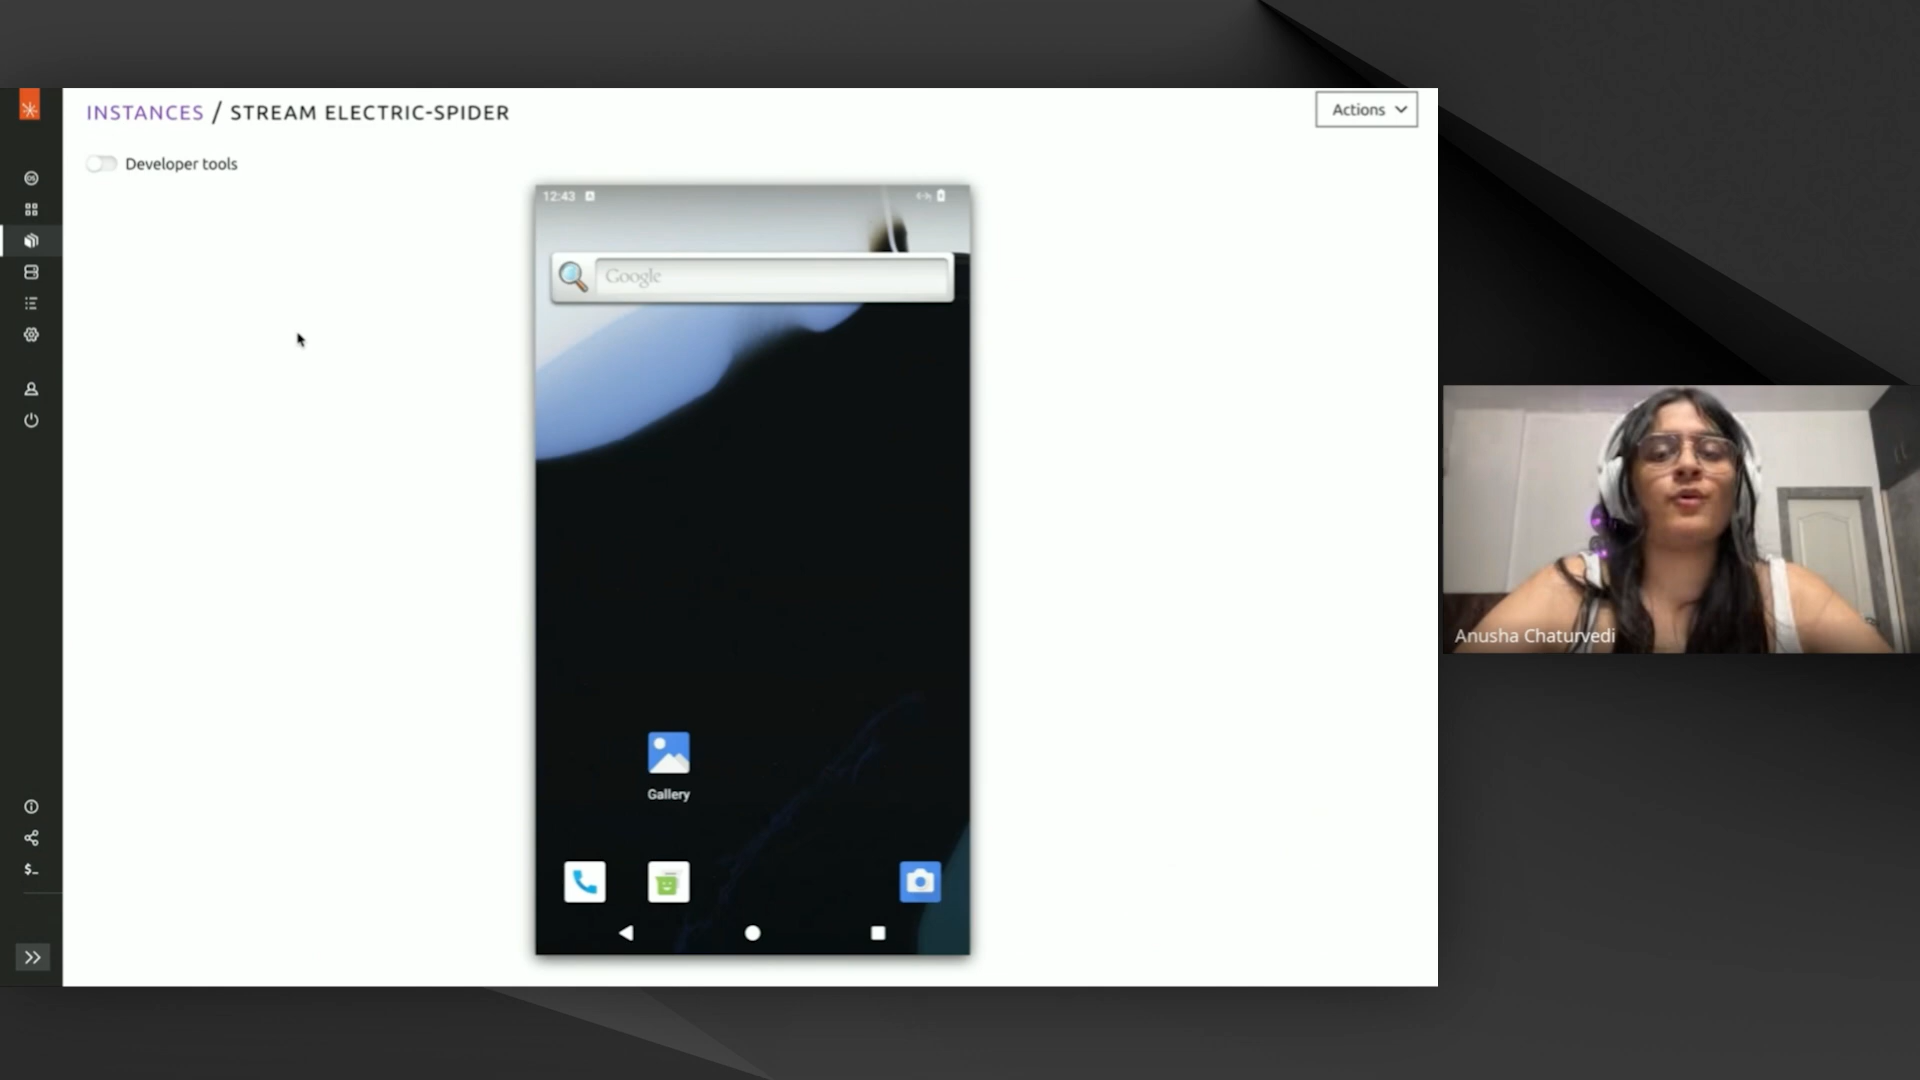 INSTANCES / STREAM ELECTRIC-SPIDER
Actions
Developer tools
12:43
Google
Gallery
Anusha Chaturvedi
$_